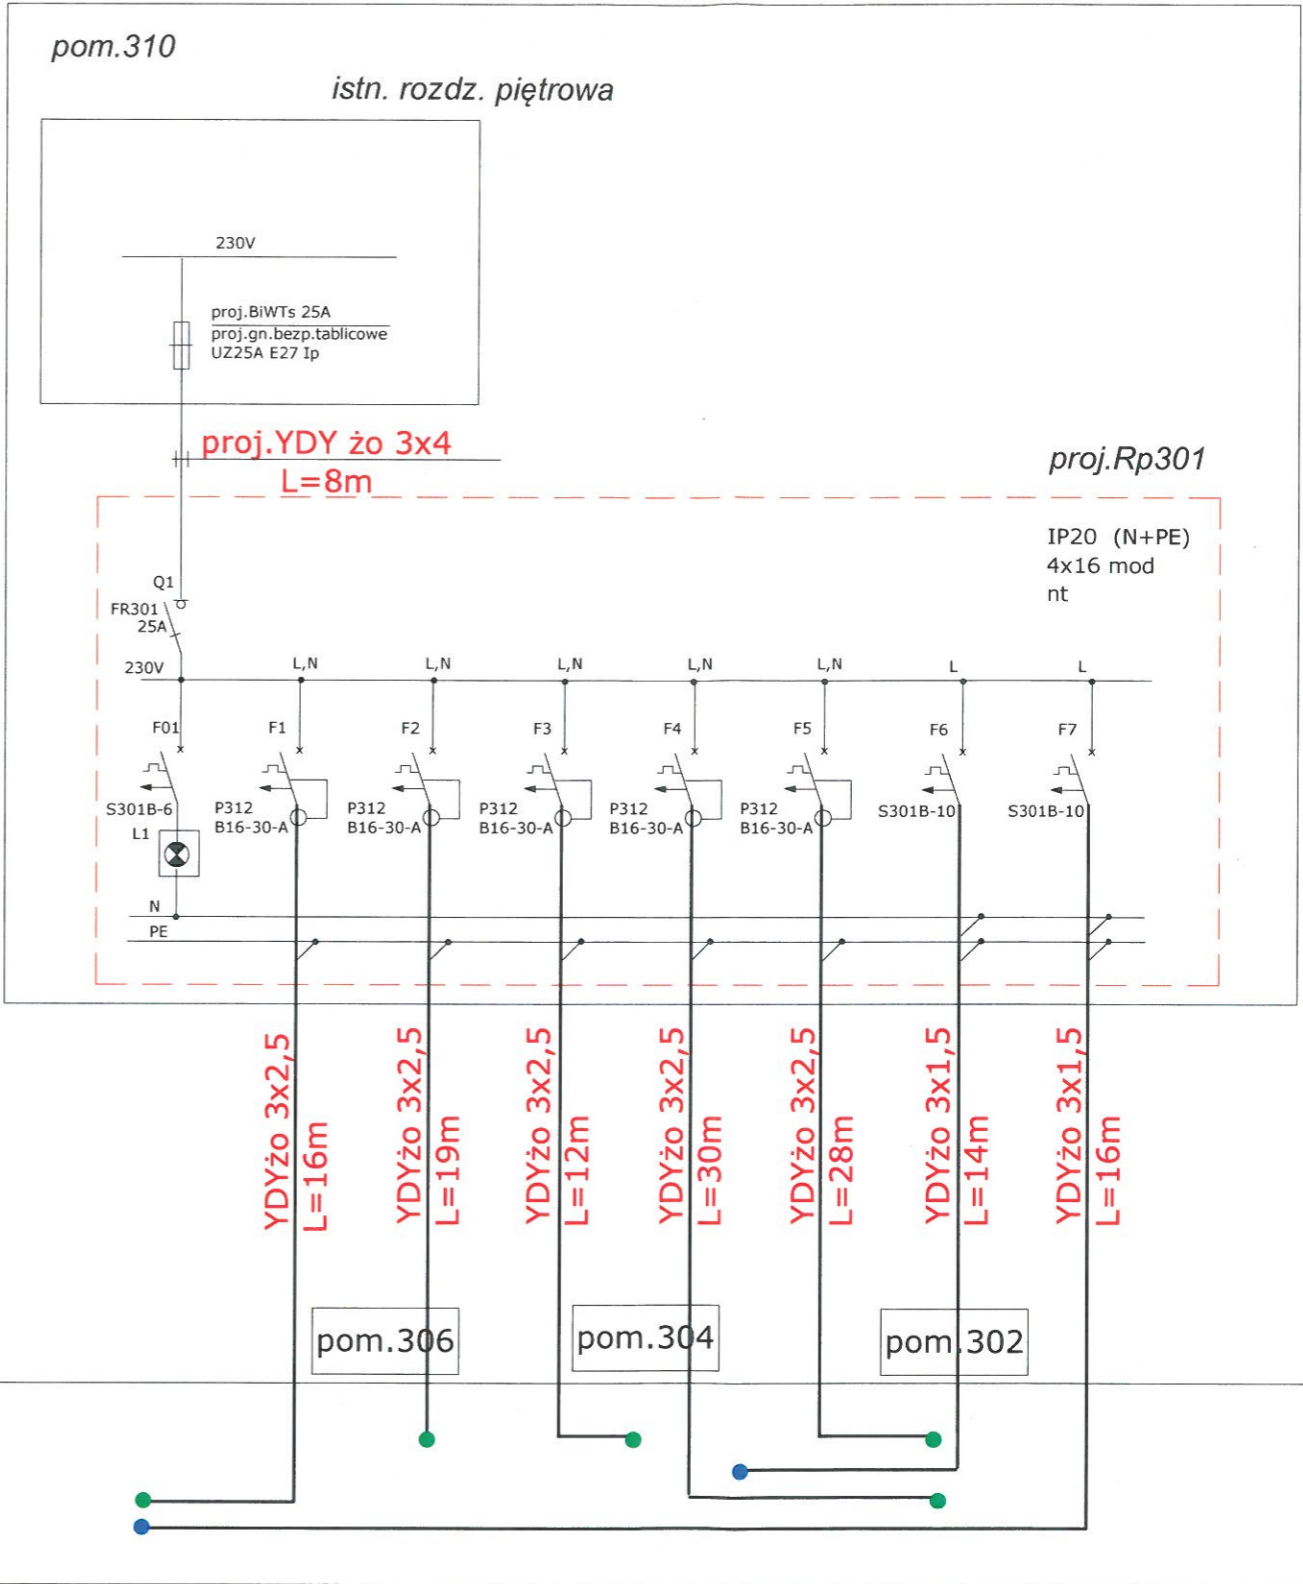 pom.310
istn. rozdz. piętrowa
230V
proj.BiWTs 25A
proj.gn.bezp.tablicowe
UZ25A E27 Ip
proj.YDY żo 3x4
L=8m
proj.Rp301
IP20 (N+PE)
4x16 mod
nt
Q1
FR301
25A
230V
L,N
L,N
L,N
L,N
L,N
L
L
F01
F1
F2
F3
F4
F5
F6
F7
S301B-6
P312
B16-30-A
P312
B16-30-A
P312
B16-30-A
P312
B16-30-A
P312
B16-30-A
S301B-10
S301B-10
L1
N
PE
YDYżo 3x2,5
L=16m
YDYżo 3x2,5
L=19m
YDYżo 3x2,5
L=12m
YDYżo 3x2,5
L=30m
YDYżo 3x2,5
L=28m
YDYżo 3x1,5
L=14m
YDYżo 3x1,5
L=16m
pom.306
pom.304
pom.302